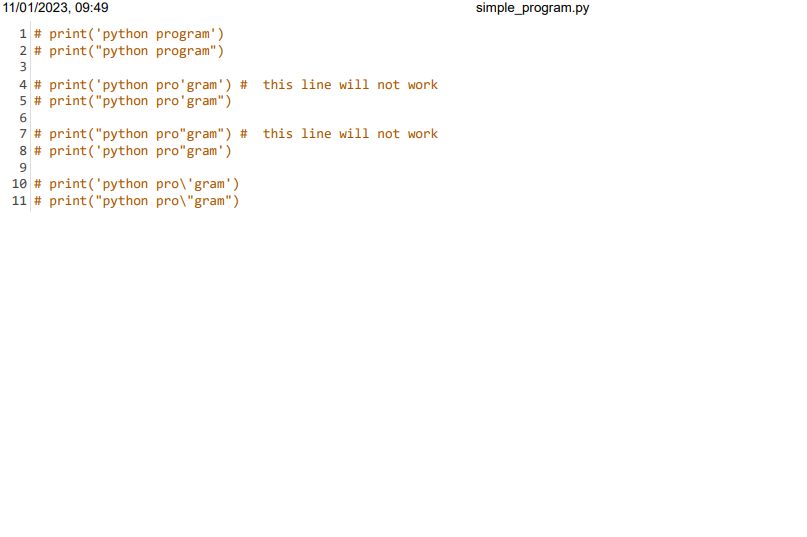 11/01/2023, 09:49 simple_program.py
1 # print('python program')
2 # print("python program")
3
4 # print('python pro'gram') #  this line will not work
5 # print("python pro'gram")
6
7 # print("python pro"gram") #  this line will not work
8 # print('python pro"gram')
9
10 # print('python pro\'gram')
11 # print("python pro\"gram")